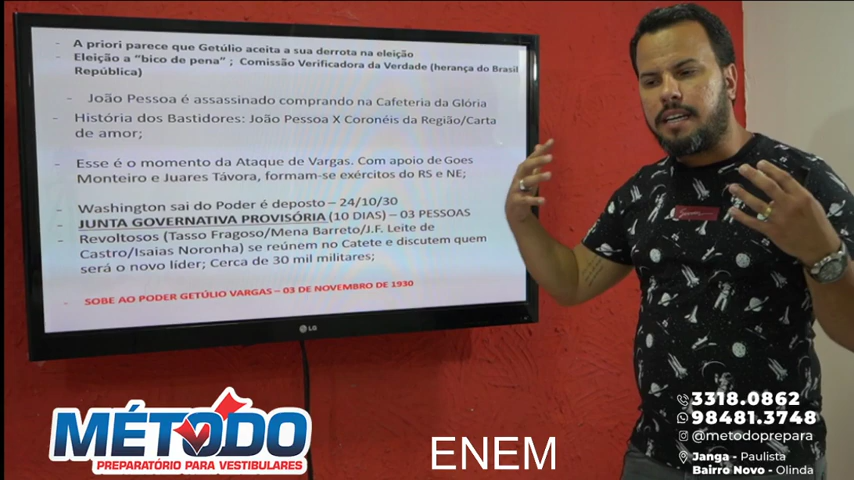 - A priori parece que Getúlio aceita a sua derrota na eleição
- Eleição a "bico de pena" ; Comissão Verificadora da Verdade (herança do Brasil
República)
- João Pessoa é assassinado comprando na Cafeteria da Glória
- História dos Bastidores: João Pessoa X Coronéis da Região/Carta
de amor;
- Esse é o momento da Ataque de Vargas. Com apoio de Goes
Monteiro e Juares Távora, formam-se exércitos do RS e NE;
- Washington sai do Poder é deposto – 24/10/30
- JUNTA GOVERNATIVA PROVISÓRIA (10 DIAS) – 03 PESSOAS
- Revoltosos (Tasso Fragoso/Mena Barreto/J.F. Leite de
Castro/Isaias Noronha) se reúnem no Catete e discutem quem
será o novo líder; Cerca de 30 mil militares;
- SOBE AO PODER GETÚLIO VARGAS – 03 DE NOVEMBRO DE 1930
LG
MÉTODO
PREPARATÓRIO PARA VESTIBULARES
ENEM
3318.0862
98481.3748
@metodoprepara
Janga - Paulista
Bairro Novo - Olinda